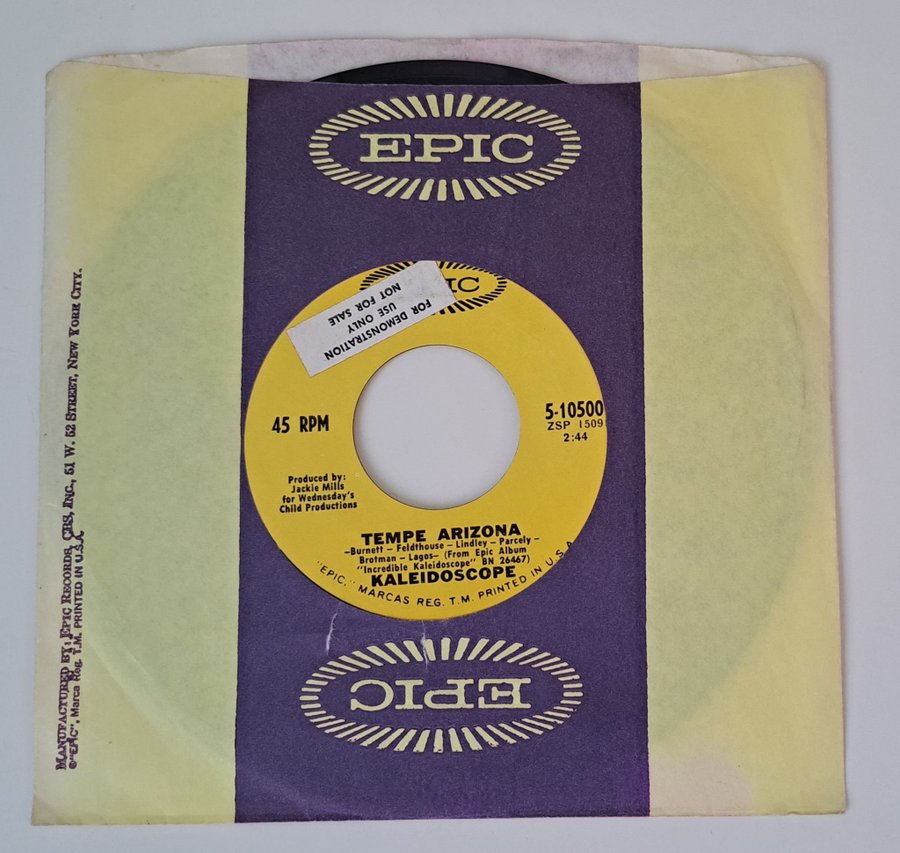 EPIC
IC
FOR DEMONSTRATION
USE ONLY
NOT FOR SALE
45 RPM
5-10500
ZSP 1509
2:44
Produced by:
Jackie Mills
for Wednesday's
Child Productions
TEMPE ARIZONA
-Burnett - Feldthouse - Lindley - Parcely -
Brotman - Lagos- (From Epic Album
"Incredible Kaleidoscope" BN 26467)
KALEIDOSCOPE
"EPIC," MARCAS REG. T.M. PRINTED IN U.S.A
EPIC
MANUFACTURED BY: EPIC RECORDS, CBS, INC., 51 W. 52 STREET, NEW YORK CITY.
©"EPIC", Marca Reg. T.M. PRINTED IN U.S.A.